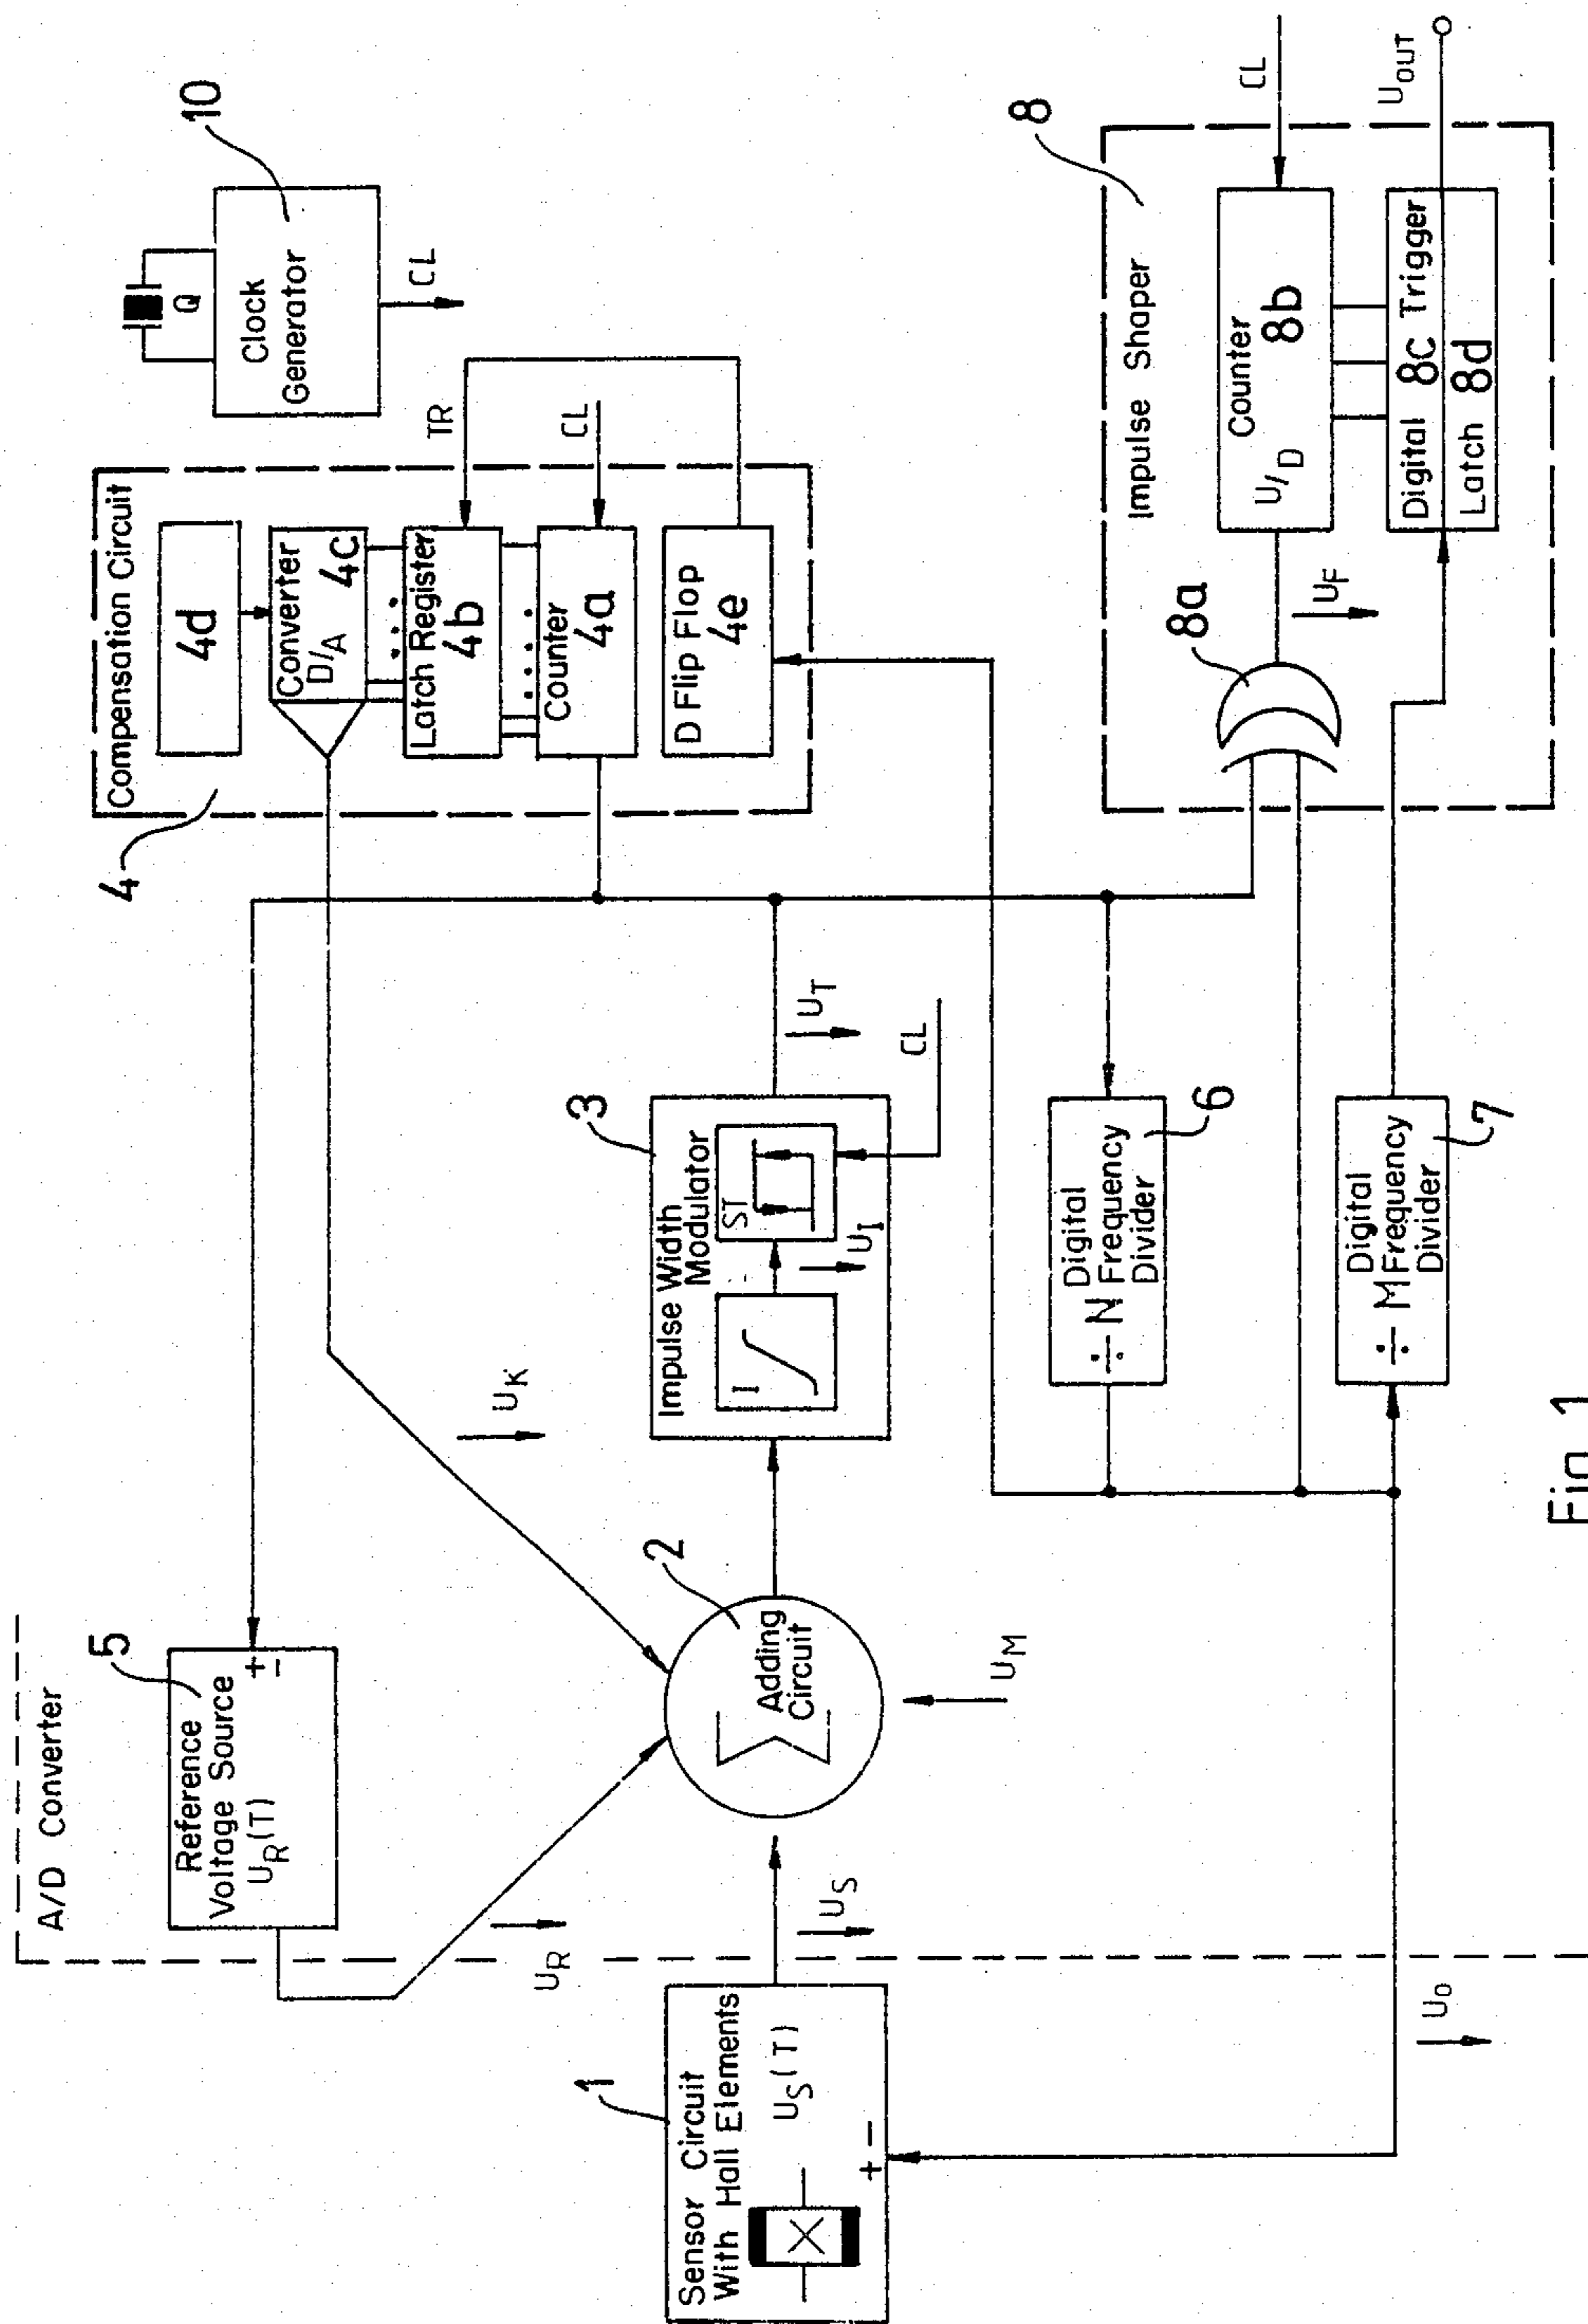 A/D Converter
5
Reference
Voltage Source
U_R(T)
+ -
U_R
U_K
1
Sensor Circuit
With Hall Elements
U_S(T)
+ -
U_S
2
Adding
Circuit
U_M
3
Impulse Width
Modulator
I
ST
U_I
U_T
CL
4
Compensation Circuit
4d
Converter
D/A 4c
Latch Register
4b
Counter
4a
D Flip Flop
4e
TR
CL
10
Q
Clock
Generator
CL
6
Digital
÷ N Frequency
Divider
7
Digital
÷ M Frequency
Divider
U_0
8
Impulse Shaper
8a
U_F
Counter
U/D 8b
CL
Digital 8c Trigger
Latch 8d
U_OUT
Fig. 1